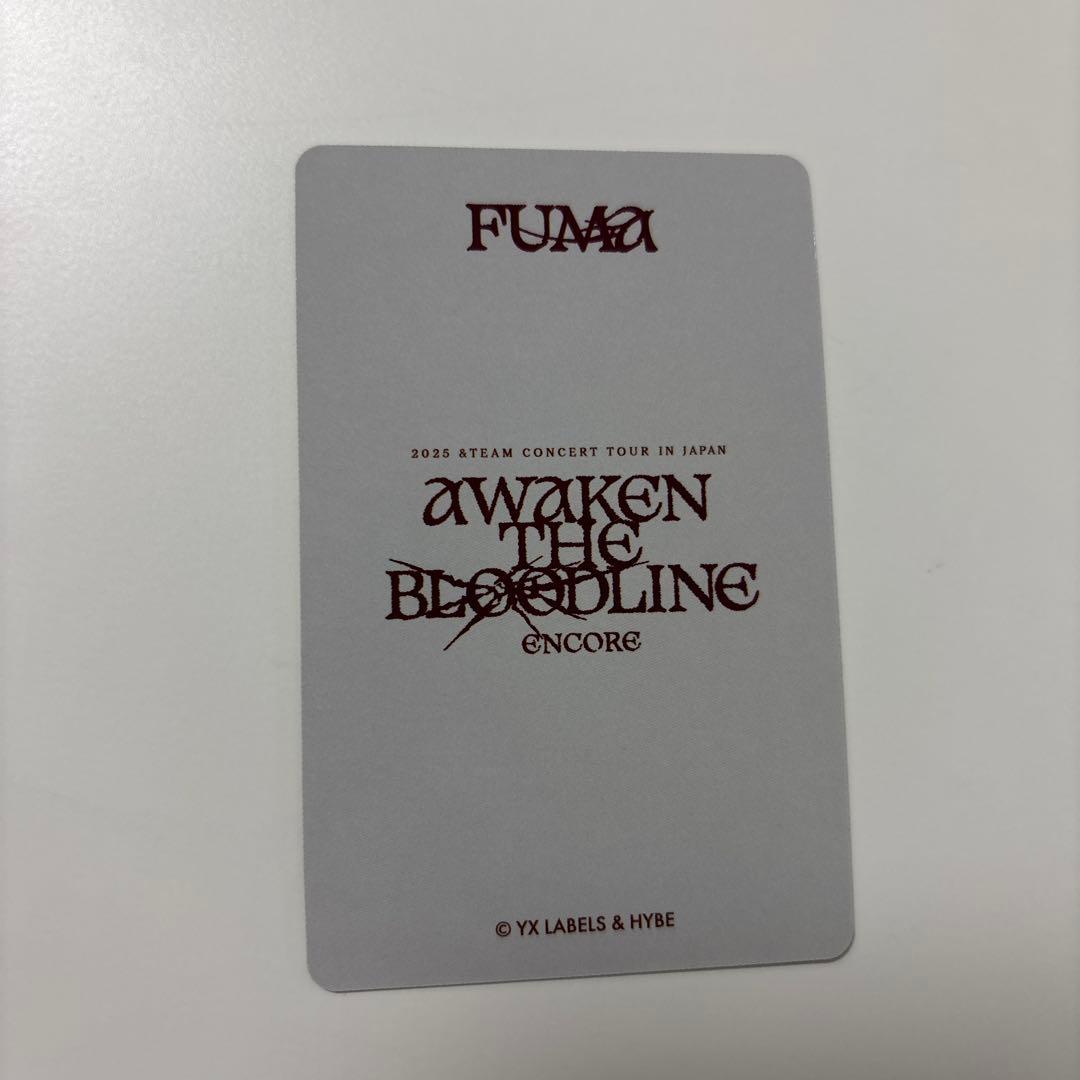 FUMa
2025 &TEAM CONCERT TOUR IN JAPAN
aWaKEN
THE
BLOODLINE
ENCORE
© YX LABELS & HYBE